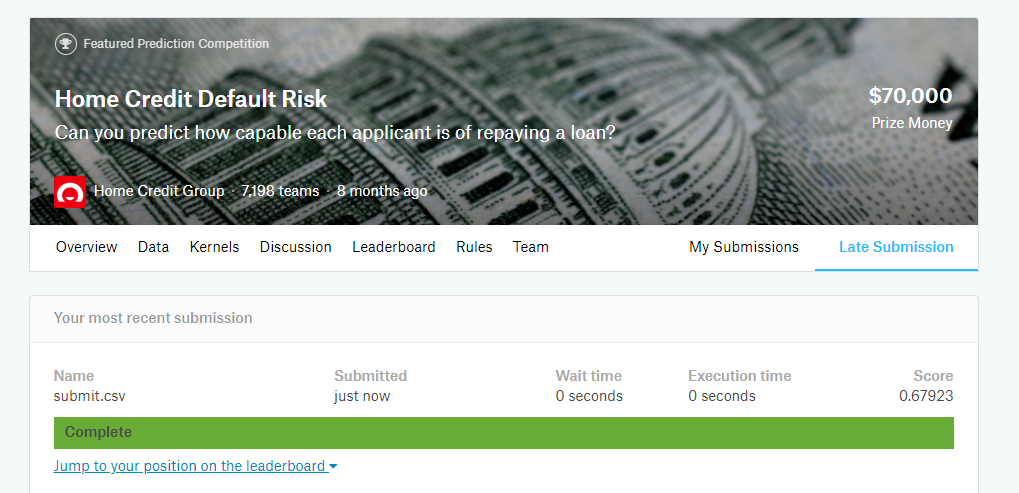 Featured Prediction Competition
Home Credit Default Risk
$70,000
Can you predict how capable each applicant is of repaying a loan?
Prize Money
Home Credit Group · 7,198 teams · 8 months ago
Overview Data Kernels Discussion Leaderboard Rules Team My Submissions Late Submission
Your most recent submission
Name Submitted Wait time Execution time Score
submit.csv just now 0 seconds 0 seconds 0.67923
Complete
Jump to your position on the leaderboard